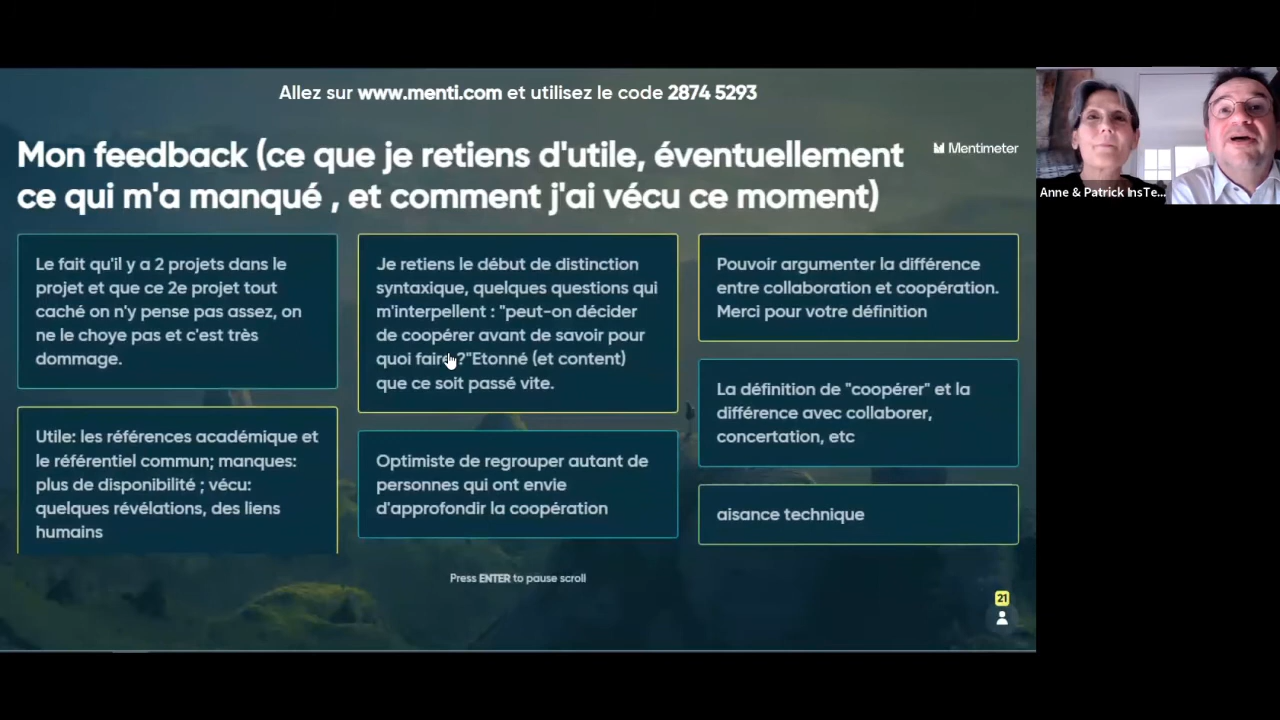 Allez sur www.menti.com et utilisez le code 2874 5293
Mon feedback (ce que je retiens d'utile, éventuellement
ce qui m'a manqué , et comment j'ai vécu ce moment)
Mentimeter
Anne & Patrick InsTe...
Le fait qu'il y a 2 projets dans le
projet et que ce 2e projet tout
caché on n'y pense pas assez, on
ne le choye pas et c'est très
dommage.
Utile: les références académique et
le référentiel commun; manques:
plus de disponibilité ; vécu:
quelques révélations, des liens
humains
Je retiens le début de distinction
syntaxique, quelques questions qui
m'interpellent : "peut-on décider
de coopérer avant de savoir pour
quoi faire ?"Etonné (et content)
que ce soit passé vite.
Optimiste de regrouper autant de
personnes qui ont envie
d'approfondir la coopération
Pouvoir argumenter la différence
entre collaboration et coopération.
Merci pour votre définition
La définition de "coopérer" et la
différence avec collaborer,
concertation, etc
aisance technique
Press ENTER to pause scroll
21